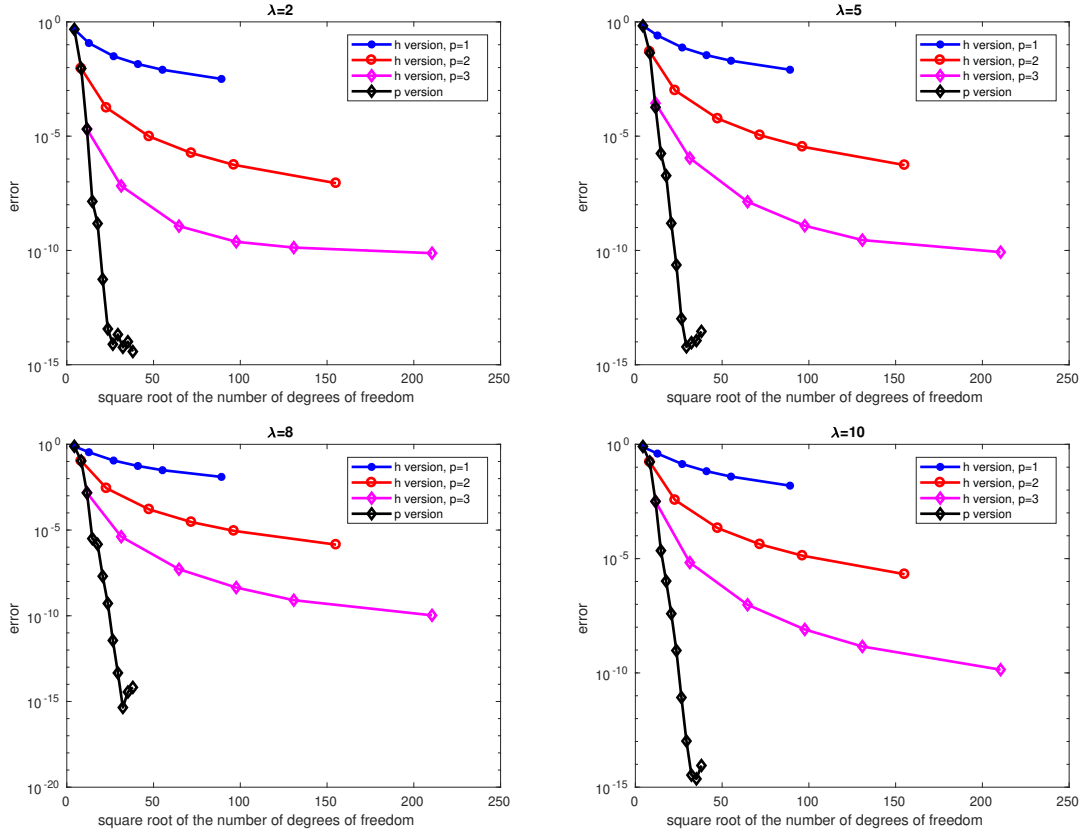 λ=2
10^0
10^-5
10^-10
10^-15
error
h version, p=1
h version, p=2
h version, p=3
p version
0 50 100 150 200 250
square root of the number of degrees of freedom
λ=5
10^0
10^-5
10^-10
10^-15
error
h version, p=1
h version, p=2
h version, p=3
p version
0 50 100 150 200 250
square root of the number of degrees of freedom
λ=8
10^0
10^-5
10^-10
10^-15
10^-20
error
h version, p=1
h version, p=2
h version, p=3
p version
0 50 100 150 200 250
square root of the number of degrees of freedom
λ=10
10^0
10^-5
10^-10
10^-15
error
h version, p=1
h version, p=2
h version, p=3
p version
0 50 100 150 200 250
square root of the number of degrees of freedom